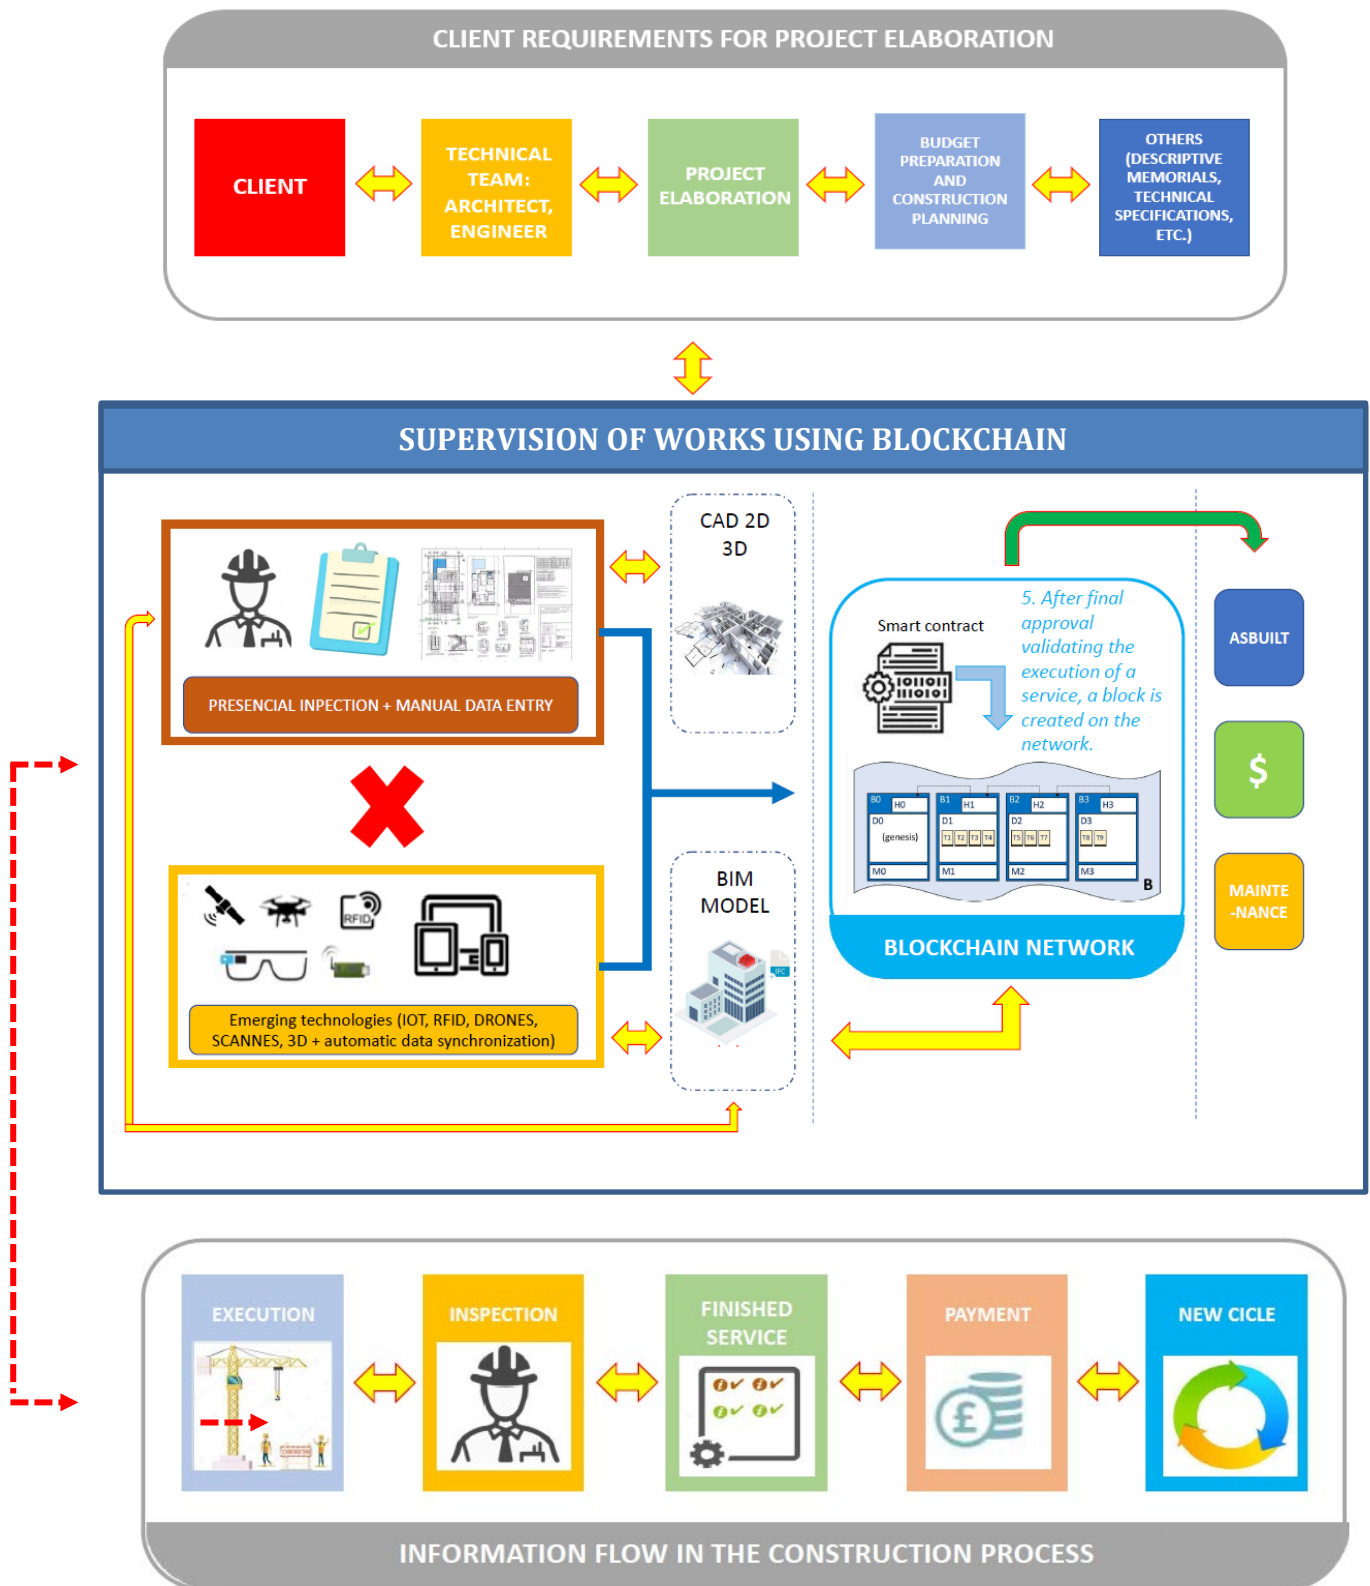 CLIENT REQUIREMENTS FOR PROJECT ELABORATION
CLIENT
TECHNICAL
TEAM:
ARCHITECT,
ENGINEER
PROJECT
ELABORATION
BUDGET
PREPARATION
AND
CONSTRUCTION
PLANNING
OTHERS
(DESCRIPTIVE
MEMORIALS,
TECHNICAL
SPECIFICATIONS,
ETC.)
SUPERVISION OF WORKS USING BLOCKCHAIN
PRESENCIAL INPECTION + MANUAL DATA ENTRY
CAD 2D
3D
RFID
Emerging technologies (IOT, RFID, DRONES,
SCANNES, 3D + automatic data synchronization)
BIM
MODEL
IFC
Smart contract
5. After final
approval
validating the
execution of a
service, a block is
created on the
network.
B0 H0 B1 H1 B2 H2 B3 H3
D0 D1 D2 D3
(genesis) T1 T2 T3 T4 T5 T6 T7 T8 T9
M0 M1 M2 M3
B
BLOCKCHAIN NETWORK
ASBUILT
$
MAINTE
-NANCE
EXECUTION
INSPECTION
FINISHED
SERVICE
PAYMENT
£
NEW CICLE
INFORMATION FLOW IN THE CONSTRUCTION PROCESS